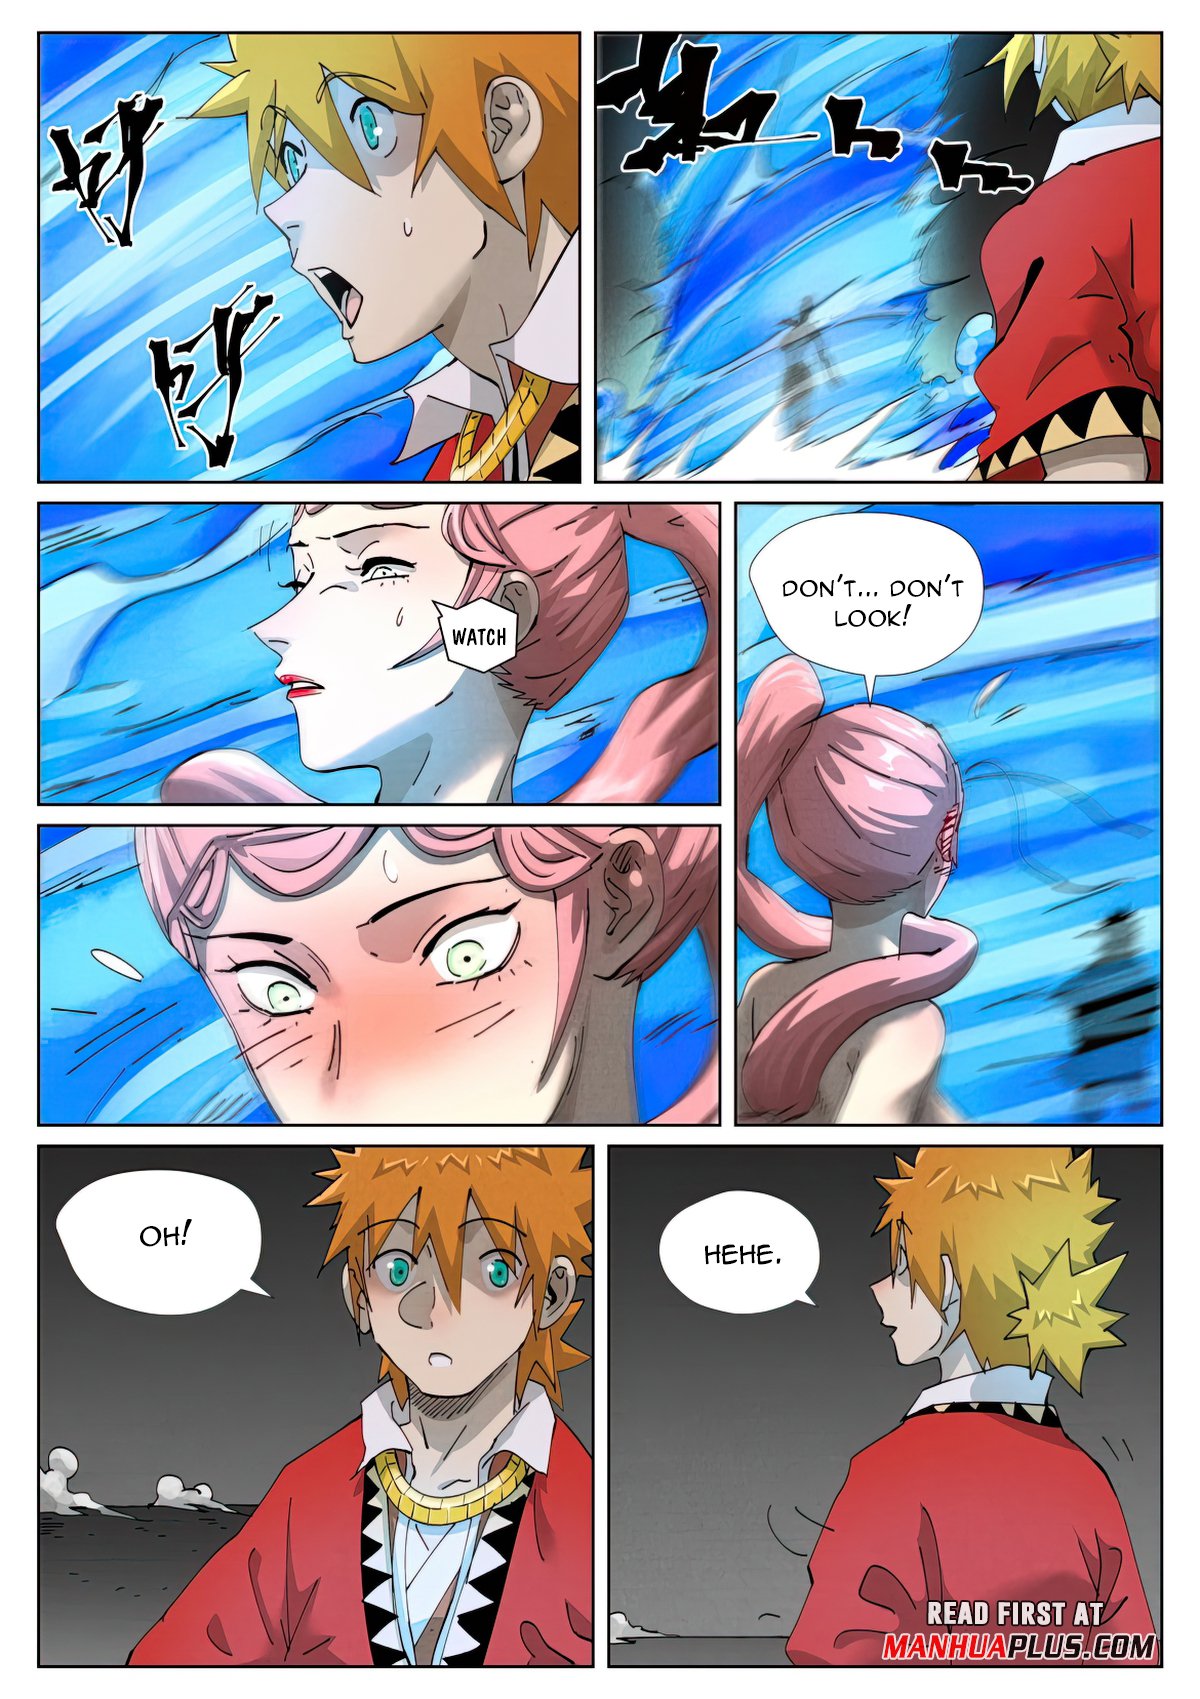 WATCH
DON'T... DON'T
LOOK!
OH!
HEHE.
READ FIRST AT
MANHUAPLUS.COM